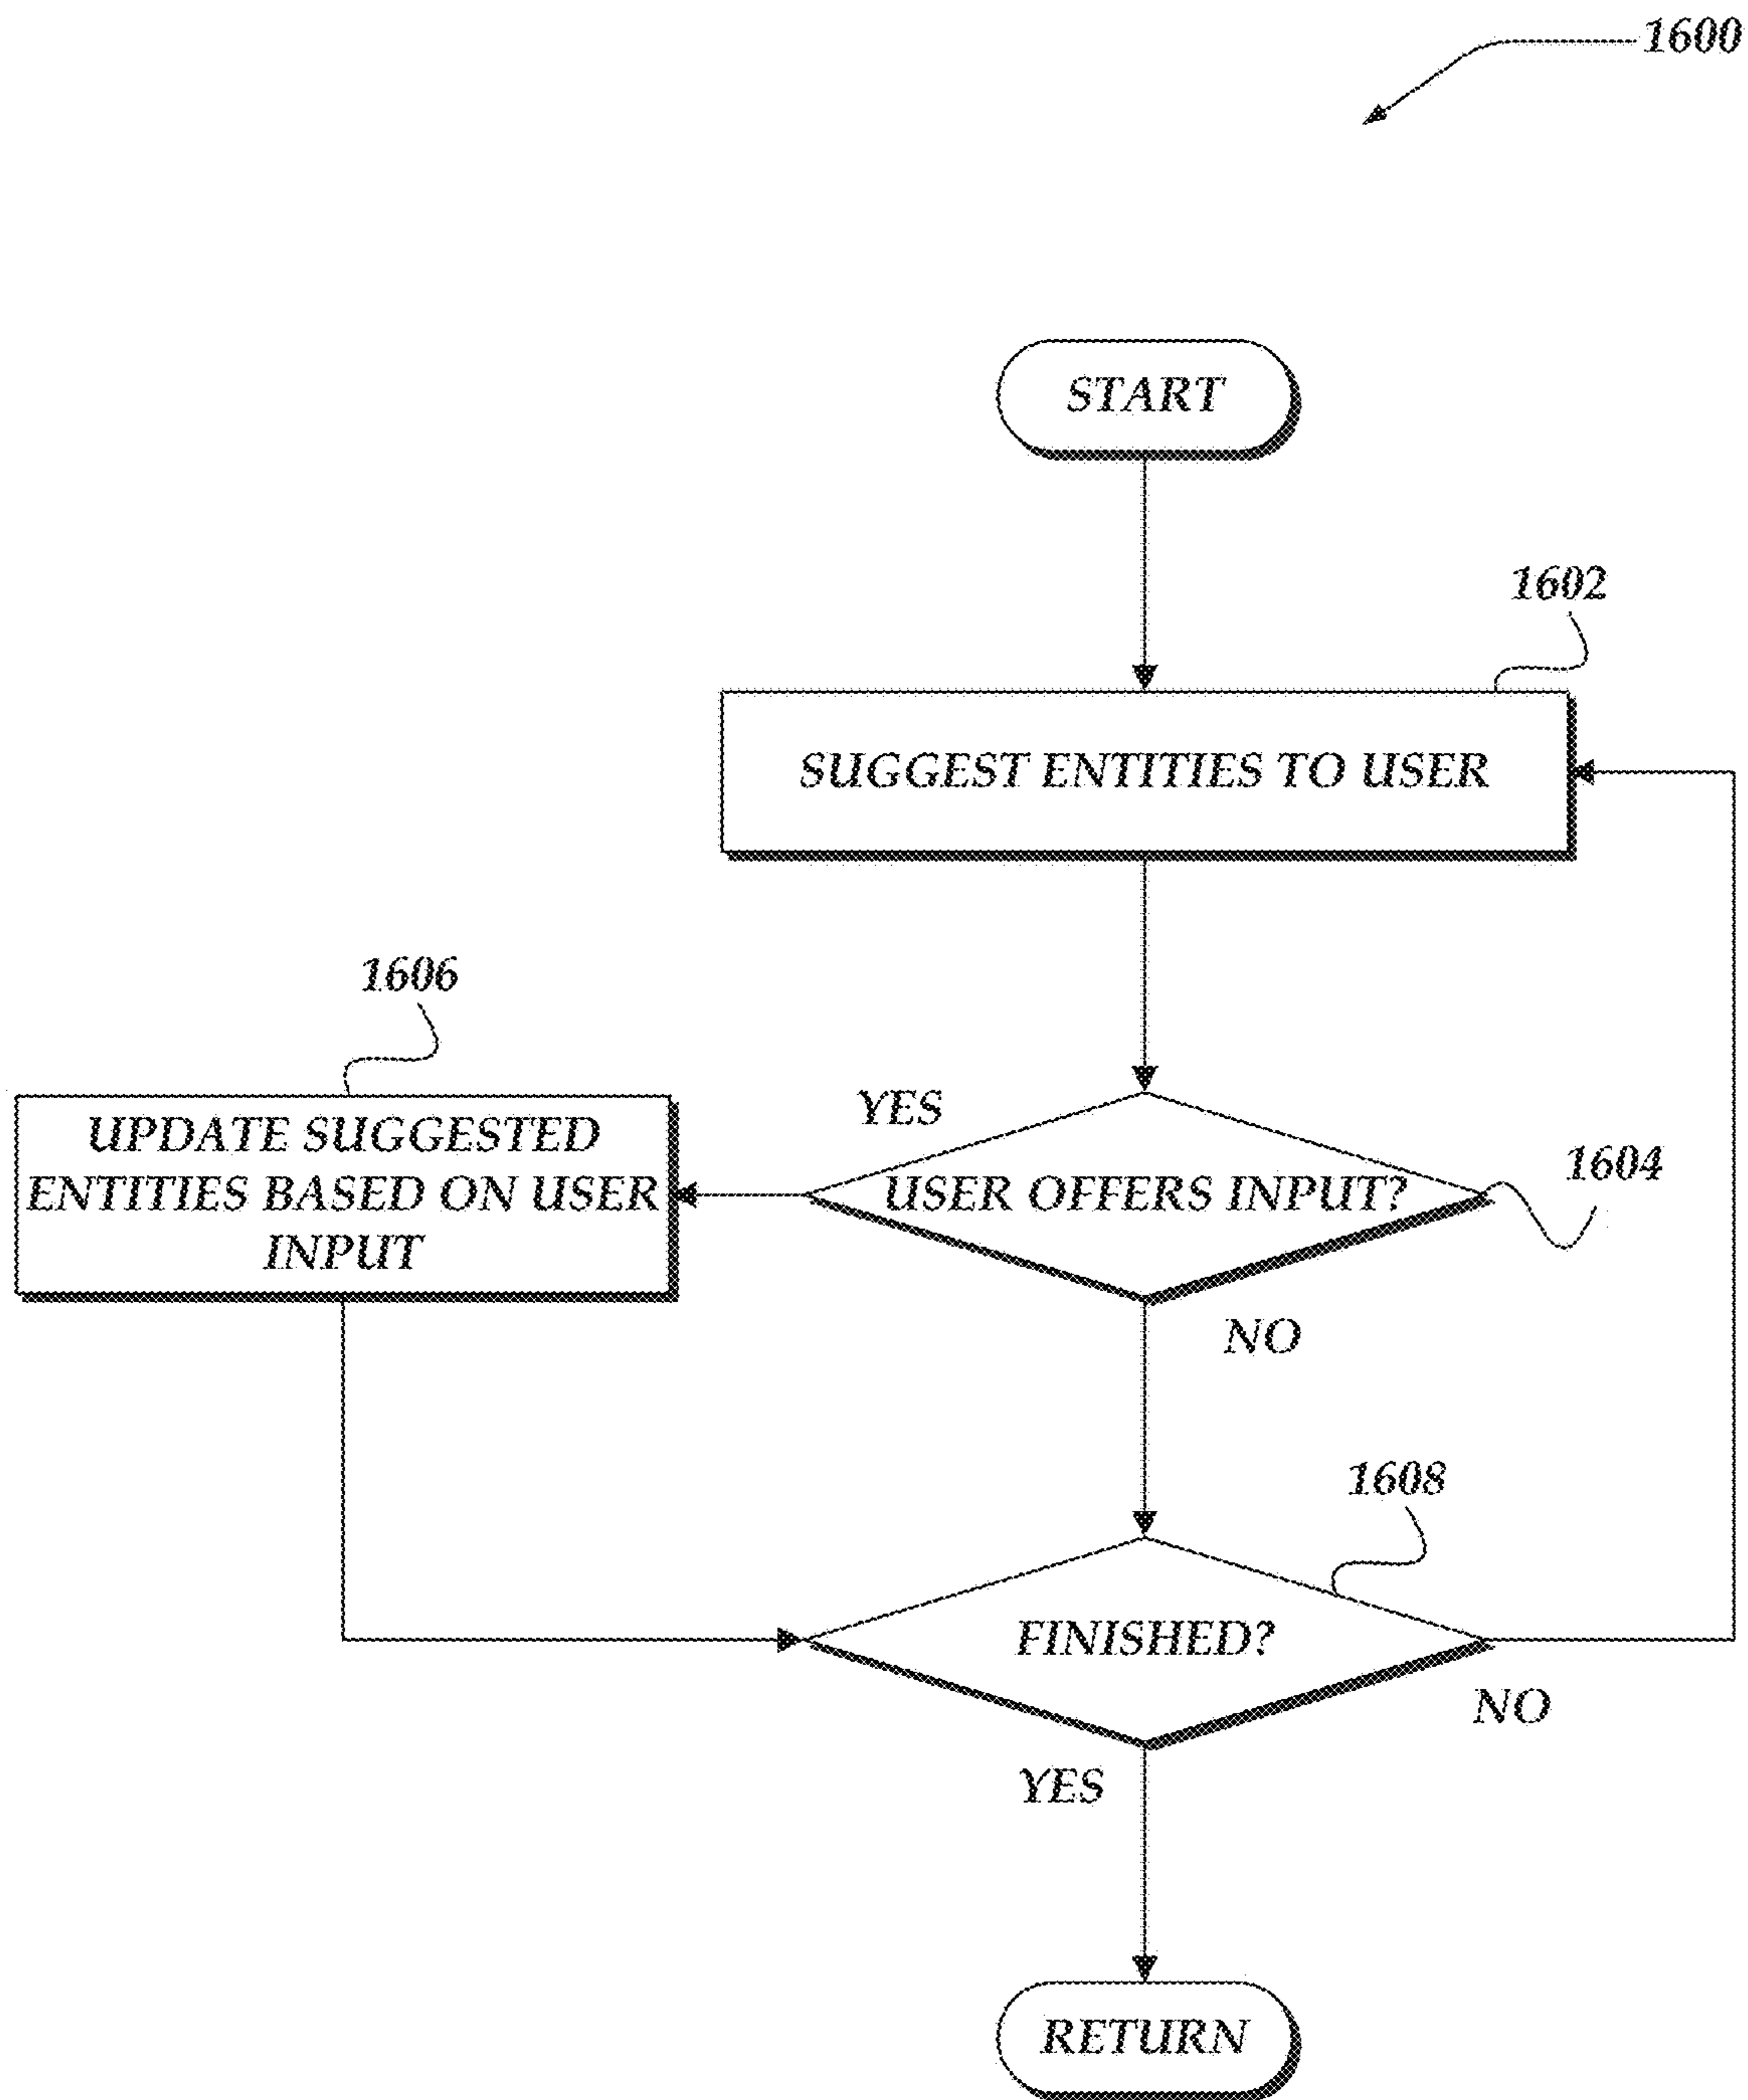 1600
START
1602
SUGGEST ENTITIES TO USER
1606
YES
UPDATE SUGGESTED
ENTITIES BASED ON USER
INPUT
USER OFFERS INPUT?
1604
NO
1608
FINISHED?
NO
YES
RETURN